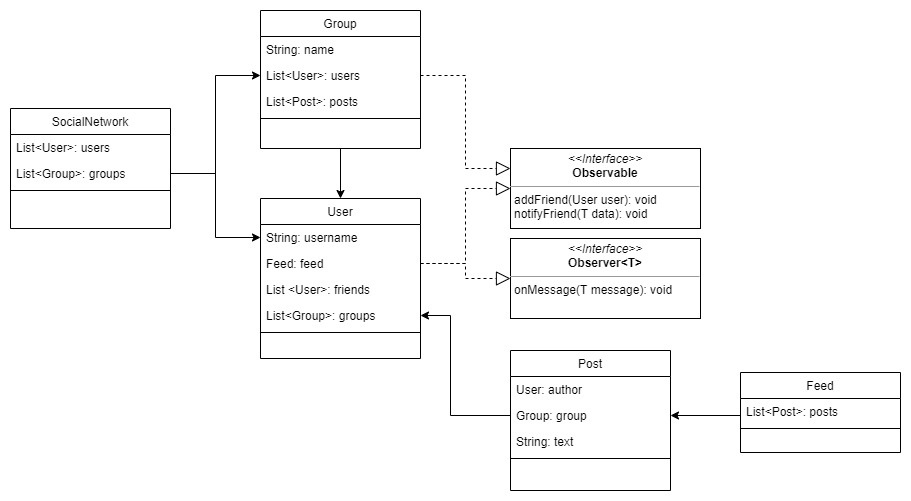 Group
String: name
List<User>: users
List<Post>: posts
SocialNetwork
List<User>: users
List<Group>: groups
<<Interface>>
Observable
addFriend(User user): void
notifyFriend(T data): void
User
String: username
Feed: feed
List <User>: friends
List<Group>: groups
<<Interface>>
Observer<T>
onMessage(T message): void
Post
User: author
Group: group
String: text
Feed
List<Post>: posts